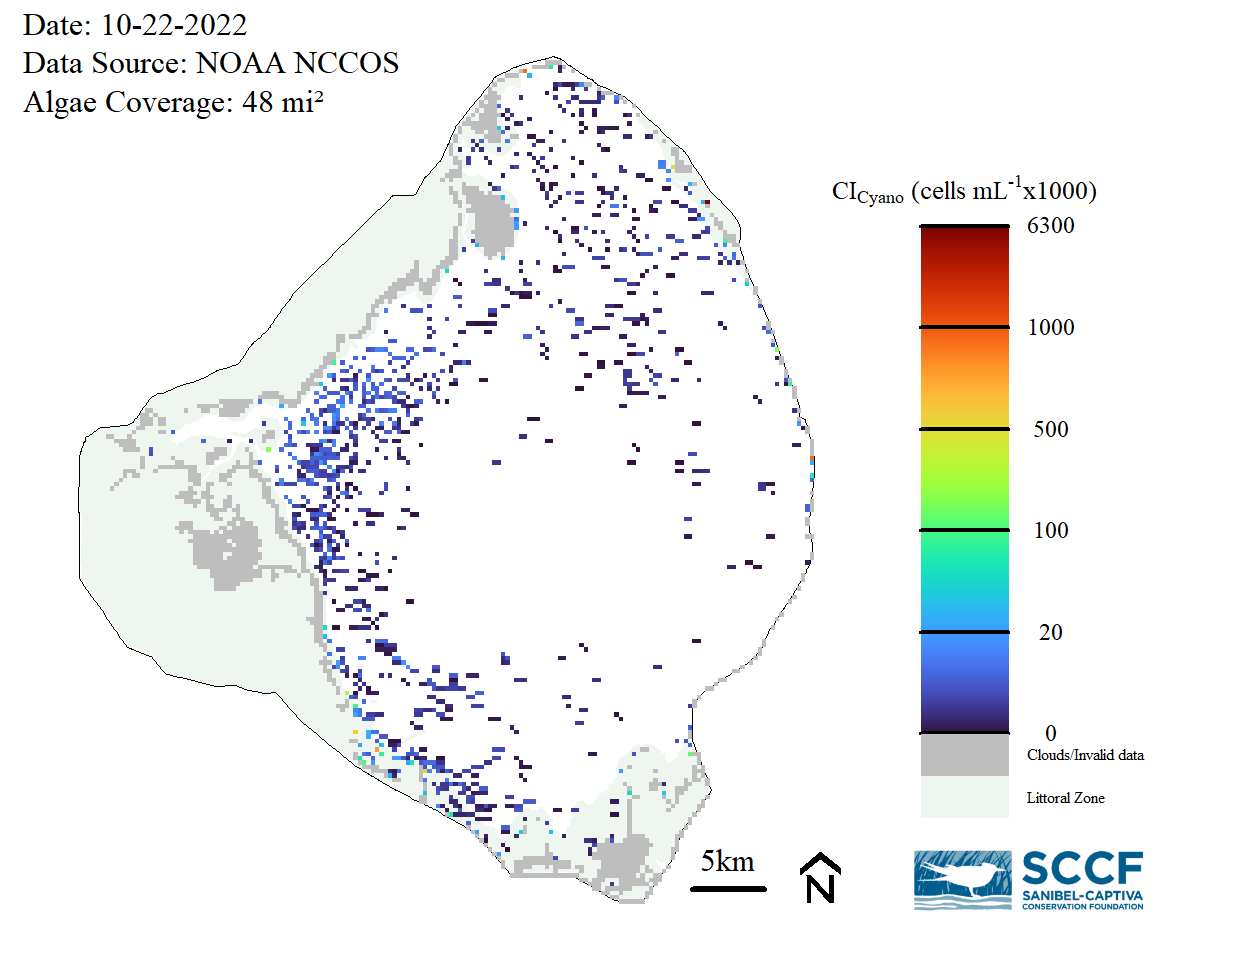 Date: 10-22-2022
Data Source: NOAA NCCOS
Algae Coverage: 48 mi²
CICyano (cells mL-1x1000)
6300
1000
500
100
20
0
Clouds/Invalid data
Littoral Zone
5km
N
SCCF
SANIBEL-CAPTIVA
CONSERVATION FOUNDATION